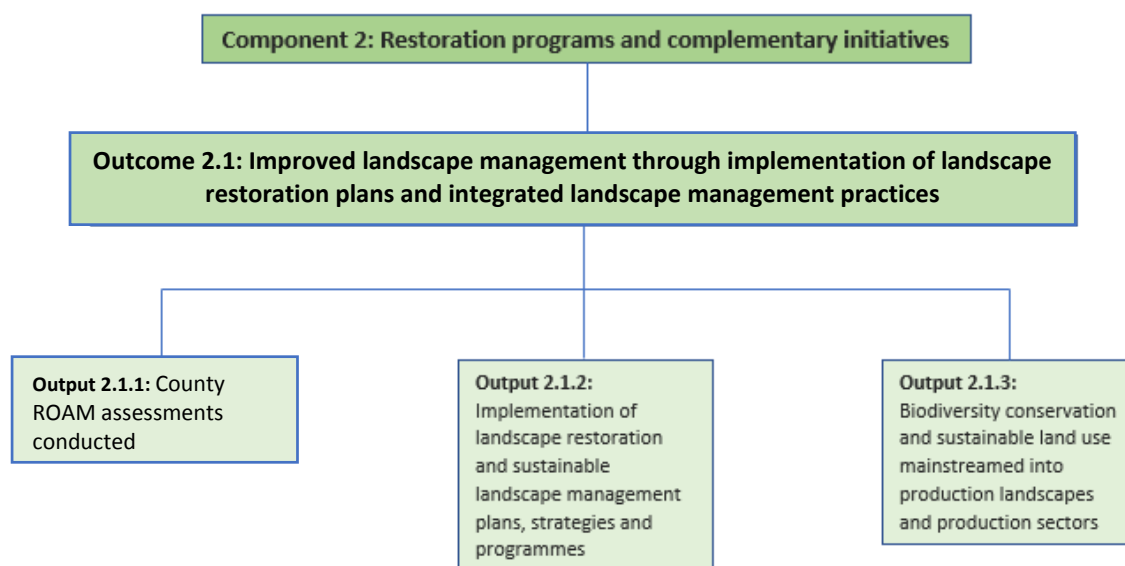 Component 2: Restoration programs and complementary initiatives
Outcome 2.1: Improved landscape management through implementation of landscape
restoration plans and integrated landscape management practices
Output 2.1.1: County
ROAM assessments
conducted
Output 2.1.2:
Implementation of
landscape restoration
and sustainable
landscape management
plans, strategies and
programmes
Output 2.1.3:
Biodiversity conservation
and sustainable land use
mainstreamed into
production landscapes
and production sectors